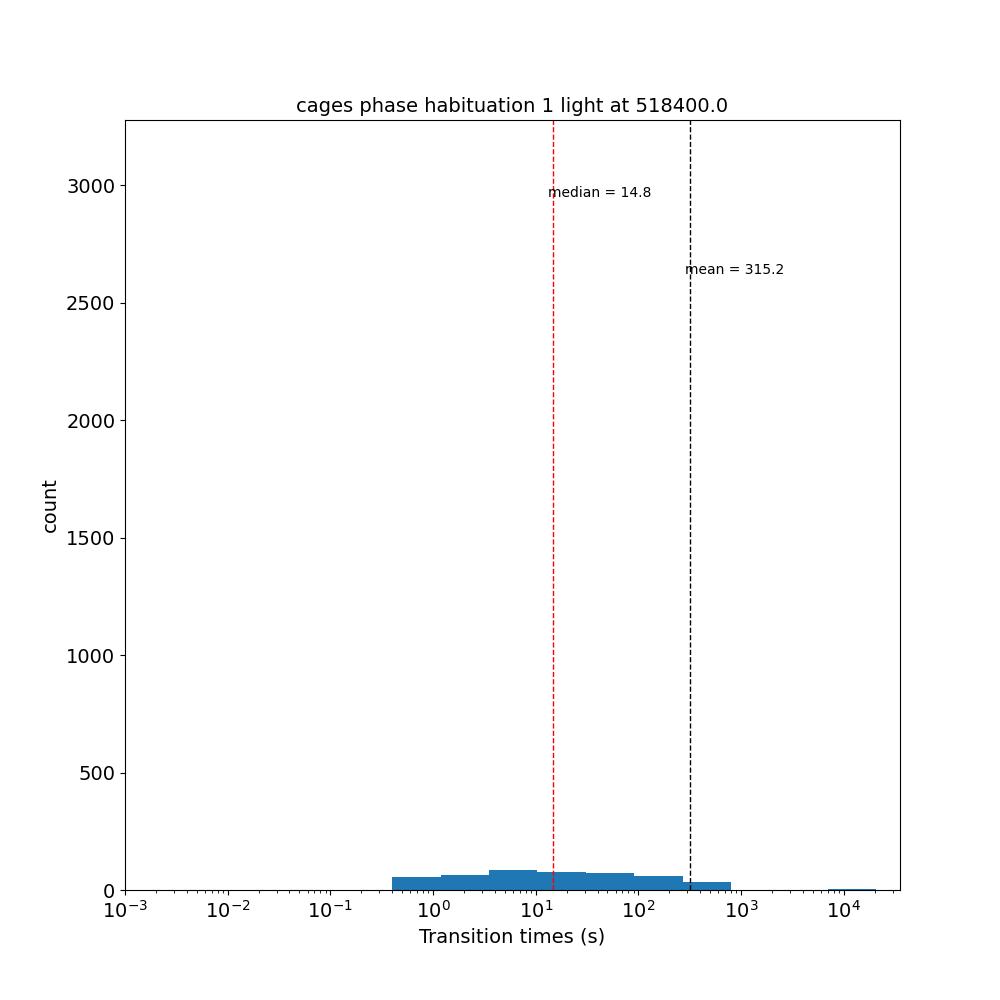 cages phase habituation 1 light at 518400.0
3000
median = 14.8
mean = 315.2
2500
2000
count
1500
1000
500
0
10⁻³ 10⁻² 10⁻¹ 10⁰ 10¹ 10² 10³ 10⁴
Transition times (s)